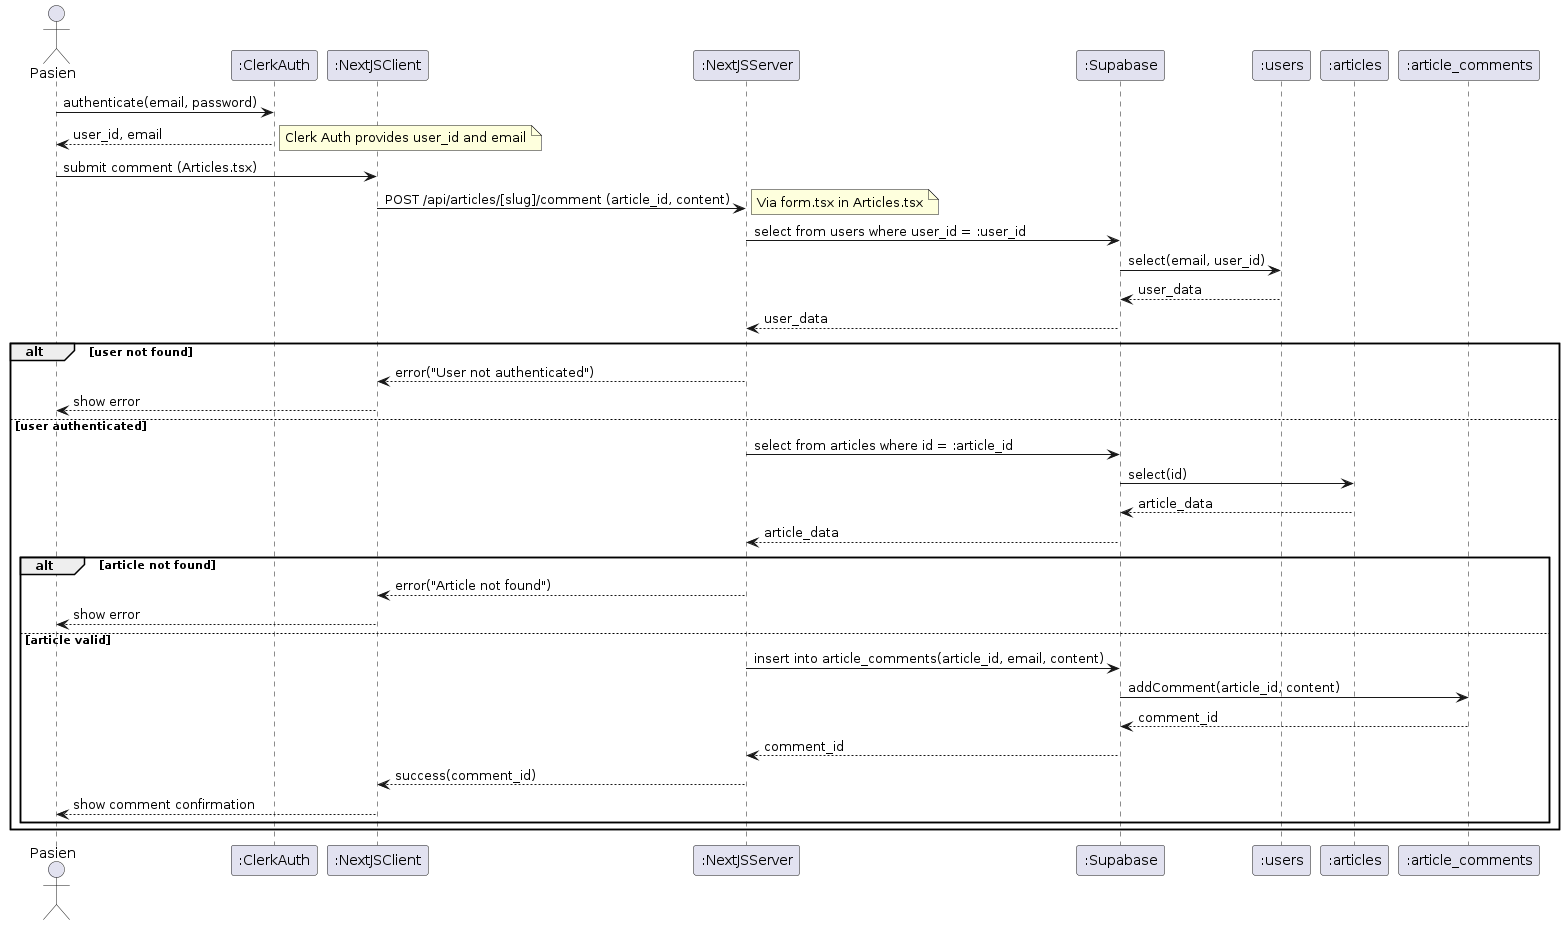 Pasien
:ClerkAuth
:NextJSClient
:NextJSServer
:Supabase
:users
:articles
:article_comments
authenticate(email, password)
user_id, email
Clerk Auth provides user_id and email
submit comment (Articles.tsx)
POST /api/articles/[slug]/comment (article_id, content)
Via form.tsx in Articles.tsx
select from users where user_id = :user_id
select(email, user_id)
user_data
user_data
alt
[user not found]
error("User not authenticated")
show error
[user authenticated]
select from articles where id = :article_id
select(id)
article_data
article_data
alt
[article not found]
error("Article not found")
show error
[article valid]
insert into article_comments(article_id, email, content)
addComment(article_id, content)
comment_id
comment_id
success(comment_id)
show comment confirmation
Pasien
:ClerkAuth
:NextJSClient
:NextJSServer
:Supabase
:users
:articles
:article_comments